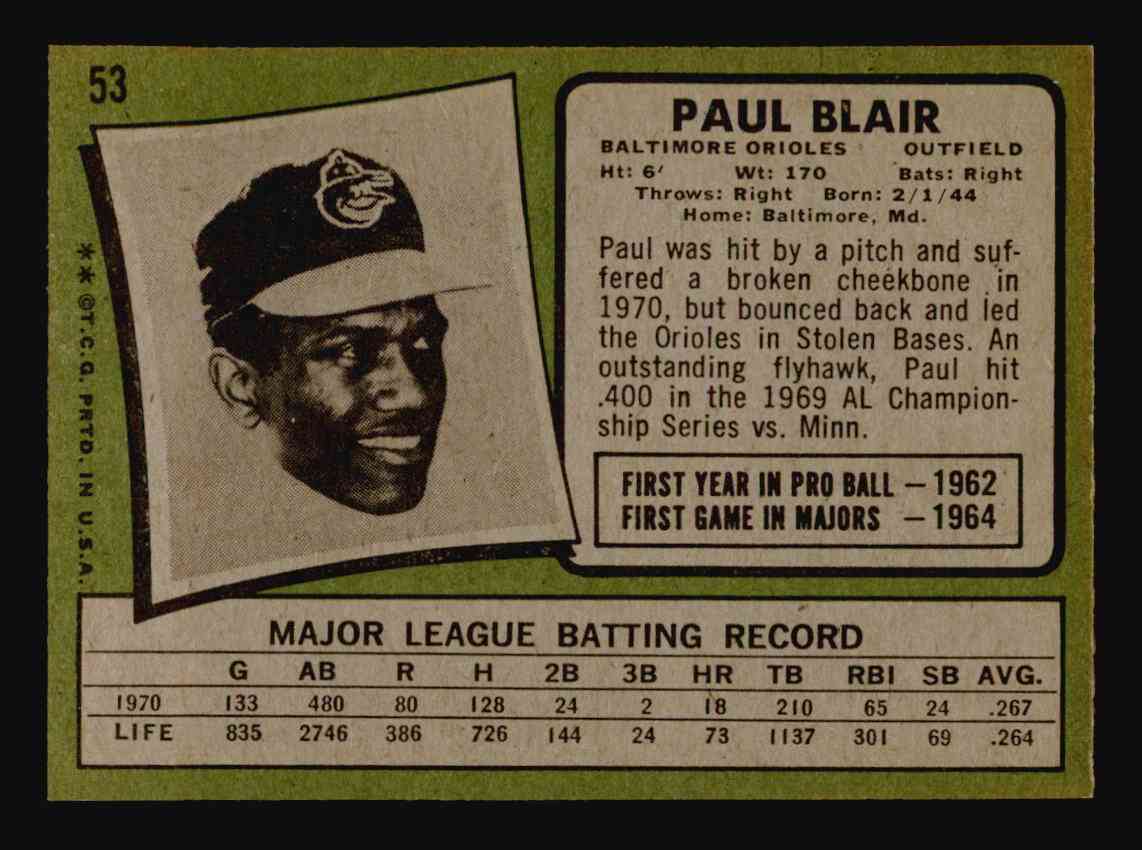 53
PAUL BLAIR
BALTIMORE ORIOLES OUTFIELD
Ht: 6' Wt: 170 Bats: Right
Throws: Right Born: 2/1/44
Home: Baltimore, Md.
Paul was hit by a pitch and suf-
fered a broken cheekbone in
1970, but bounced back and led
the Orioles in Stolen Bases. An
outstanding flyhawk, Paul hit
.400 in the 1969 AL Champion-
ship Series vs. Minn.
FIRST YEAR IN PRO BALL – 1962
FIRST GAME IN MAJORS – 1964
**©T.C.G. PRTD. IN U.S.A.
MAJOR LEAGUE BATTING RECORD
G AB R H 2B 3B HR TB RBI SB AVG.
1970 133 480 80 128 24 2 18 210 65 24 .267
LIFE 835 2746 386 726 144 24 73 1137 301 69 .264